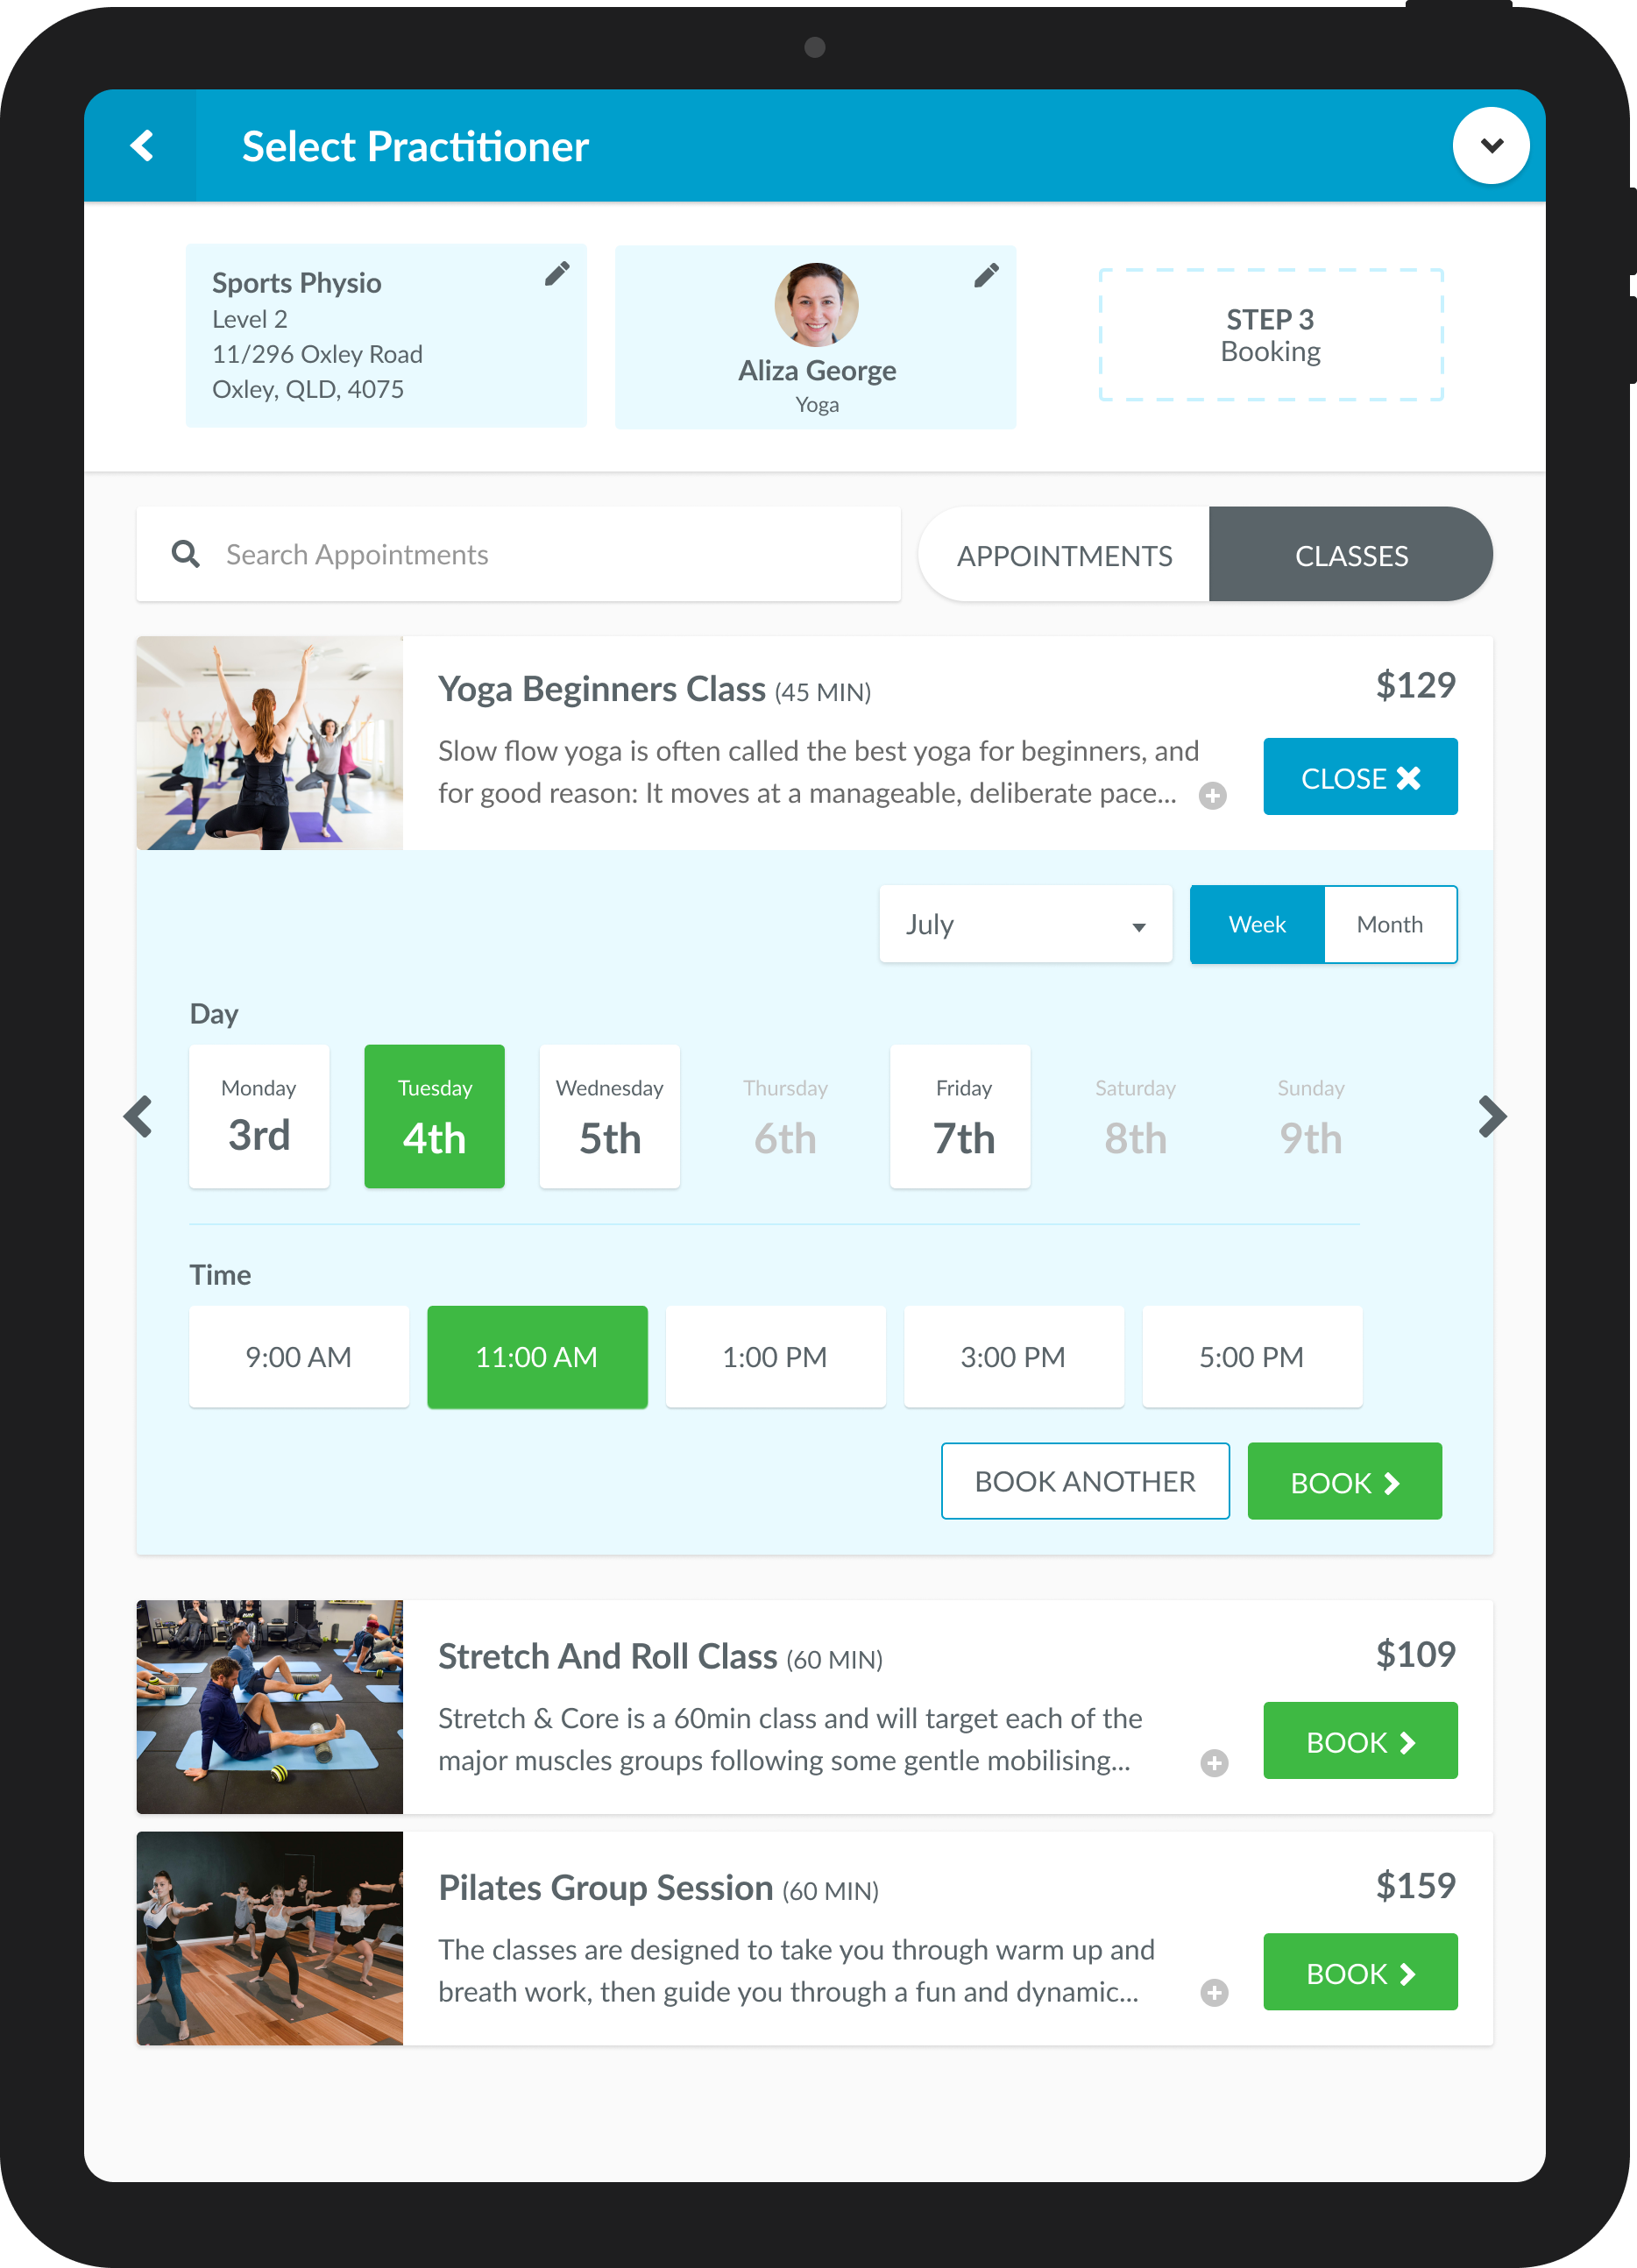 Select Practitioner
Sports Physio
Level 2
11/296 Oxley Road
Oxley, QLD, 4075
Aliza George
Yoga
STEP 3
Booking
Search Appointments
APPOINTMENTS
CLASSES
Yoga Beginners Class (45 MIN)
$129
Slow flow yoga is often called the best yoga for beginners, and
for good reason: It moves at a manageable, deliberate pace...
CLOSE
July
Week
Month
Day
Monday
3rd
Tuesday
4th
Wednesday
5th
Thursday
6th
Friday
7th
Saturday
8th
Sunday
9th
Time
9:00 AM
11:00 AM
1:00 PM
3:00 PM
5:00 PM
BOOK ANOTHER
BOOK
Stretch And Roll Class (60 MIN)
$109
Stretch & Core is a 60min class and will target each of the
major muscles groups following some gentle mobilising...
BOOK
Pilates Group Session (60 MIN)
$159
The classes are designed to take you through warm up and
breath work, then guide you through a fun and dynamic...
BOOK